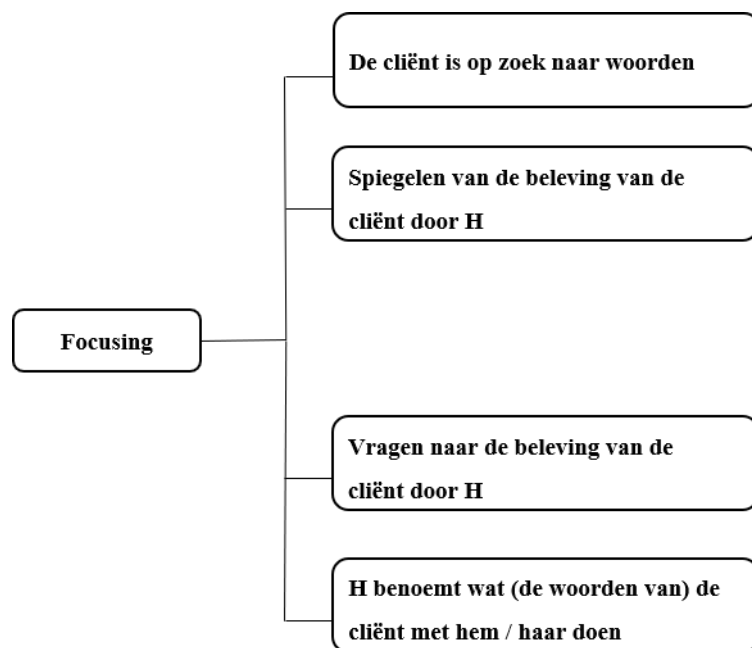 De cliënt is op zoek naar woorden
Spiegelen van de beleving van de
cliënt door H
Focusing
Vragen naar de beleving van de
cliënt door H
H benoemt wat (de woorden van) de
cliënt met hem / haar doen